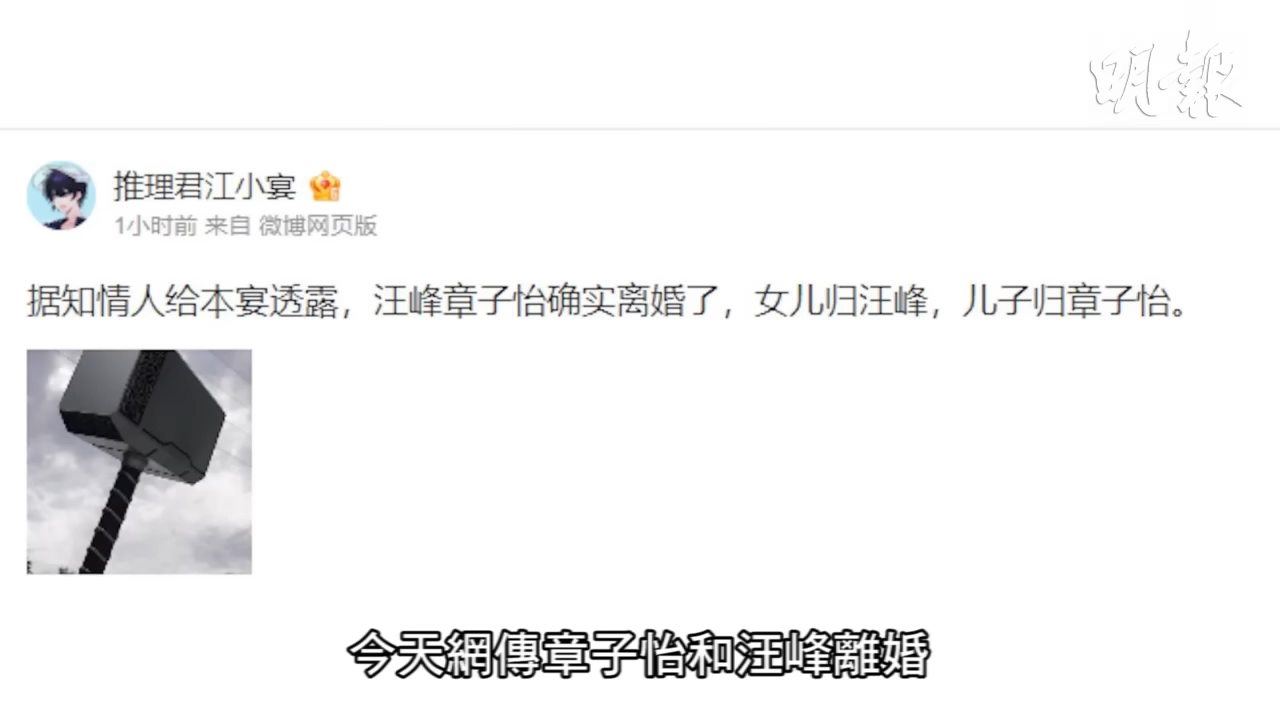 明報
推理君江小宴
1小时前 来自 微博网页版
据知情人给本宴透露，汪峰章子怡确实离婚了，女儿归汪峰，儿子归章子怡。
今天網傳章子怡和汪峰離婚